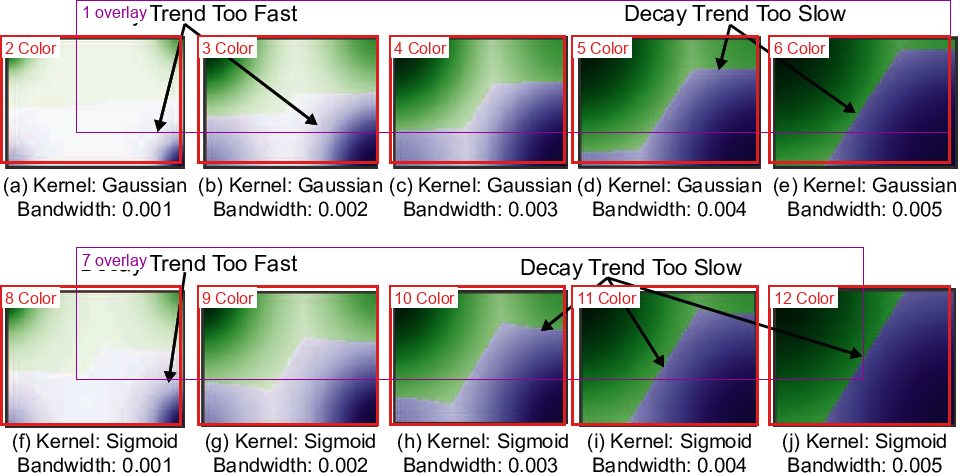 1 overlay
Trend Too Fast
Decay Trend Too Slow
2 Color
3 Color
4 Color
5 Color
6 Color
(a) Kernel: Gaussian
Bandwidth: 0.001
(b) Kernel: Gaussian
Bandwidth: 0.002
(c) Kernel: Gaussian
Bandwidth: 0.003
(d) Kernel: Gaussian
Bandwidth: 0.004
(e) Kernel: Gaussian
Bandwidth: 0.005
7 overlay
Trend Too Fast
Decay Trend Too Slow
8 Color
9 Color
10 Color
11 Color
12 Color
(f) Kernel: Sigmoid
Bandwidth: 0.001
(g) Kernel: Sigmoid
Bandwidth: 0.002
(h) Kernel: Sigmoid
Bandwidth: 0.003
(i) Kernel: Sigmoid
Bandwidth: 0.004
(j) Kernel: Sigmoid
Bandwidth: 0.005